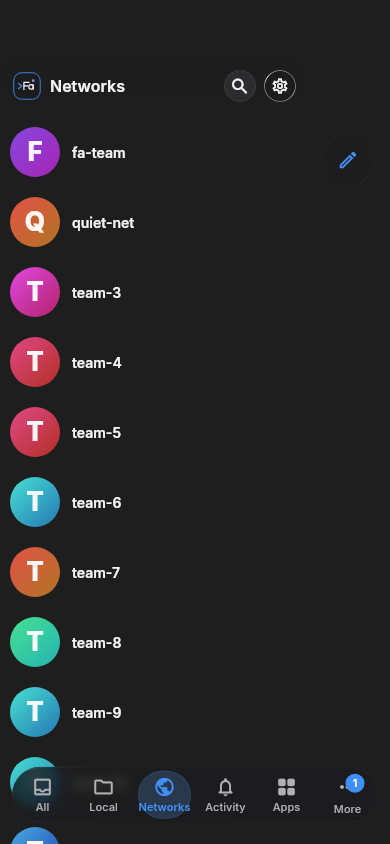 Fa
Networks
F
fa-team
Q
quiet-net
T
team-3
T
team-4
T
team-5
T
team-6
T
team-7
T
team-8
T
team-9
All
Local
Networks
Activity
Apps
1
More